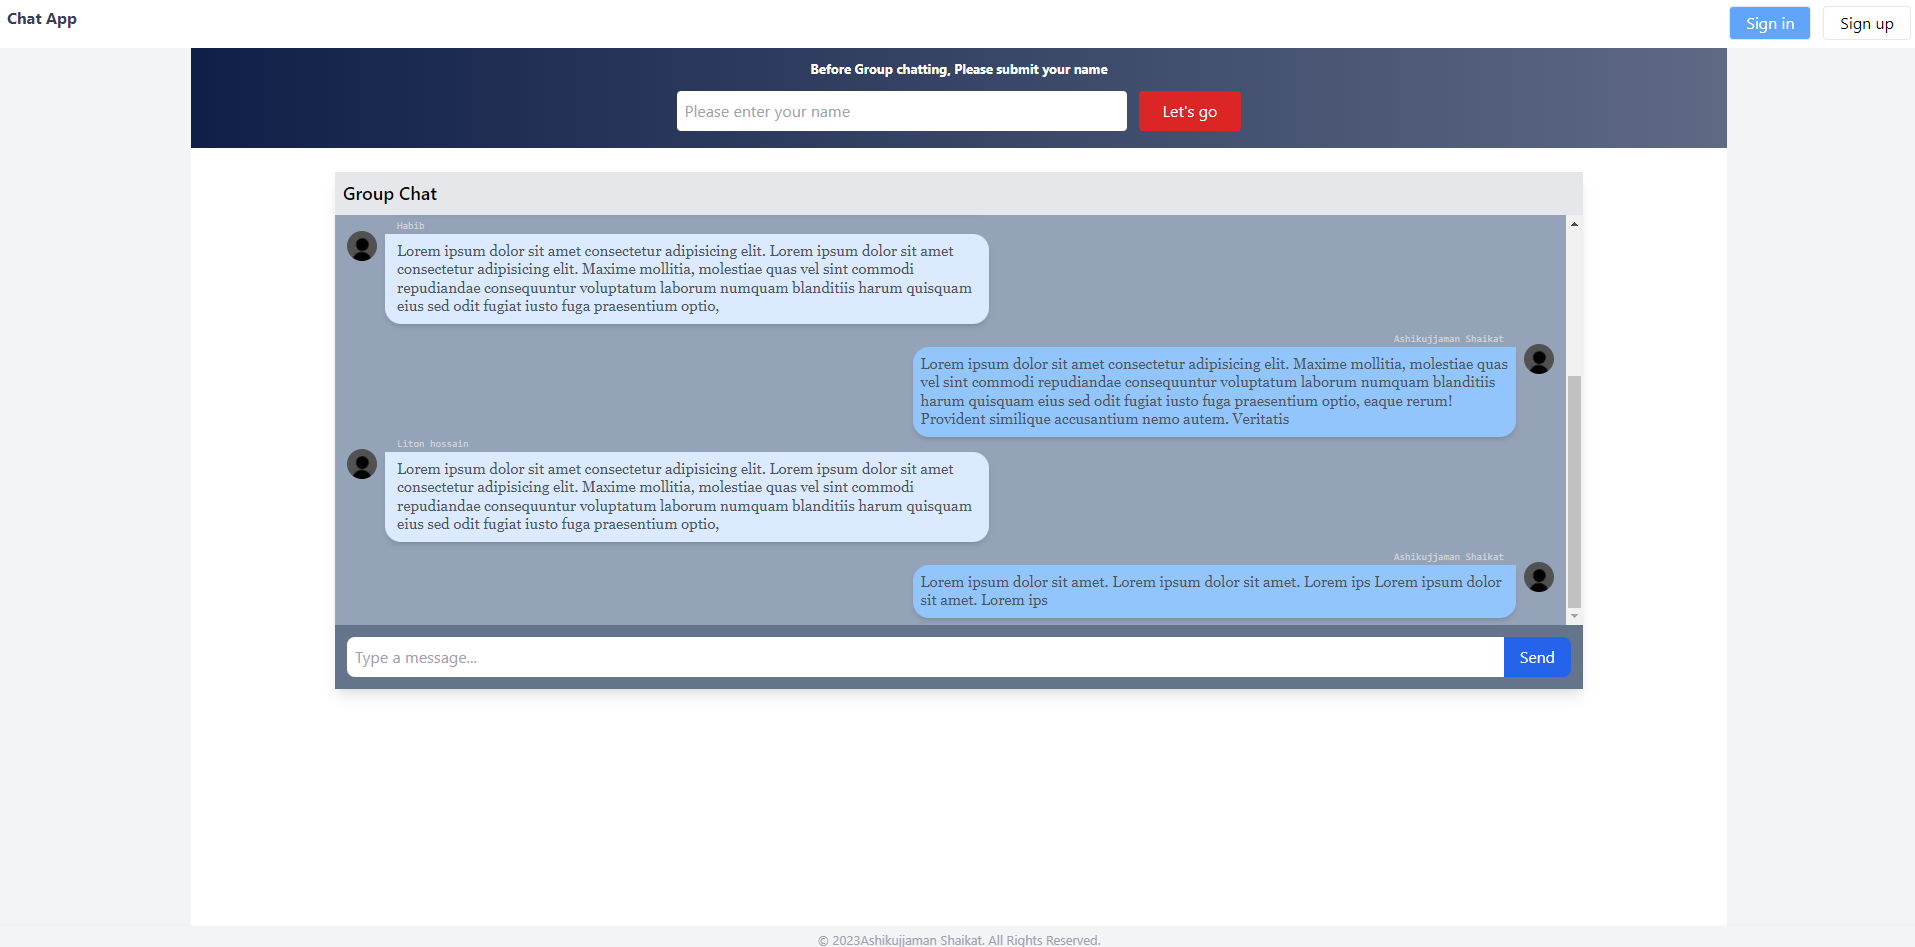 Chat App
Sign in
Sign up
Before Group chatting, Please submit your name
Please enter your name
Let's go
Group Chat
Habib
Lorem ipsum dolor sit amet consectetur adipisicing elit. Lorem ipsum dolor sit amet
consectetur adipisicing elit. Maxime mollitia, molestiae quas vel sint commodi
repudiandae consequuntur voluptatum laborum numquam blanditiis harum quisquam
eius sed odit fugiat iusto fuga praesentium optio,
Ashikujjaman Shaikat
Lorem ipsum dolor sit amet consectetur adipisicing elit. Maxime mollitia, molestiae quas
vel sint commodi repudiandae consequuntur voluptatum laborum numquam blanditiis
harum quisquam eius sed odit fugiat iusto fuga praesentium optio, eaque rerum!
Provident similique accusantium nemo autem. Veritatis
Liton hossain
Lorem ipsum dolor sit amet consectetur adipisicing elit. Lorem ipsum dolor sit amet
consectetur adipisicing elit. Maxime mollitia, molestiae quas vel sint commodi
repudiandae consequuntur voluptatum laborum numquam blanditiis harum quisquam
eius sed odit fugiat iusto fuga praesentium optio,
Ashikujjaman Shaikat
Lorem ipsum dolor sit amet. Lorem ipsum dolor sit amet. Lorem ips Lorem ipsum dolor
sit amet. Lorem ips
Type a message...
Send
© 2023Ashikujjaman Shaikat. All Rights Reserved.